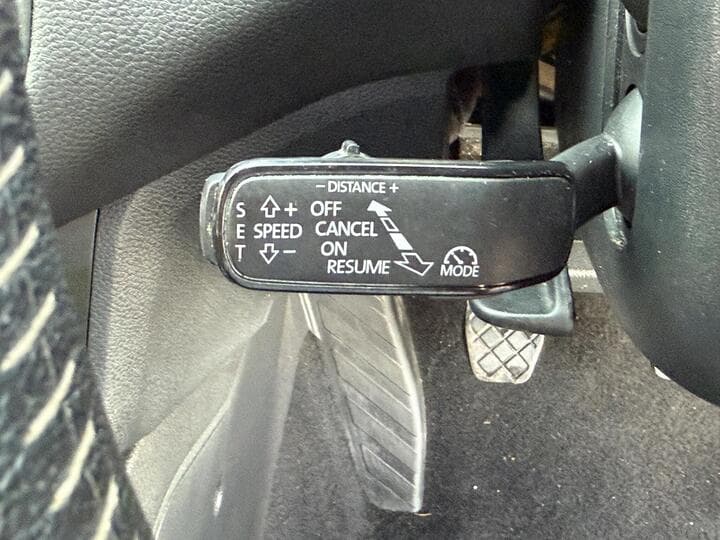 − DISTANCE +
S + OFF
E SPEED CANCEL
T − ON
RESUME
MODE